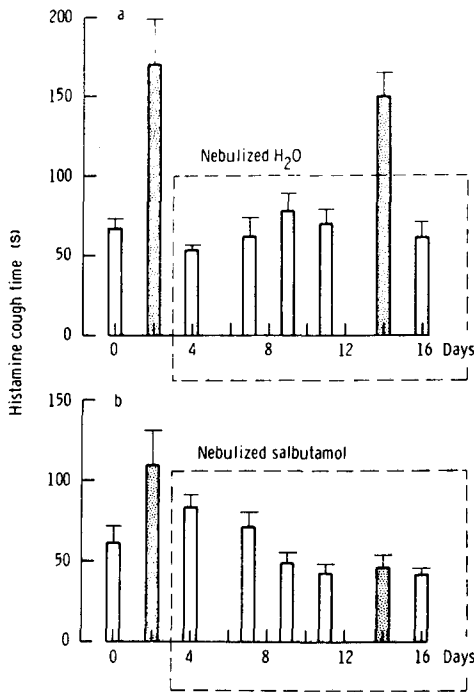 200
a
150
Nebulized H₂O
100
50
0
0 4 8 12 16 Days
Histamine cough time (s)
150
b
Nebulized salbutamol
100
50
0
0 4 8 12 16 Days